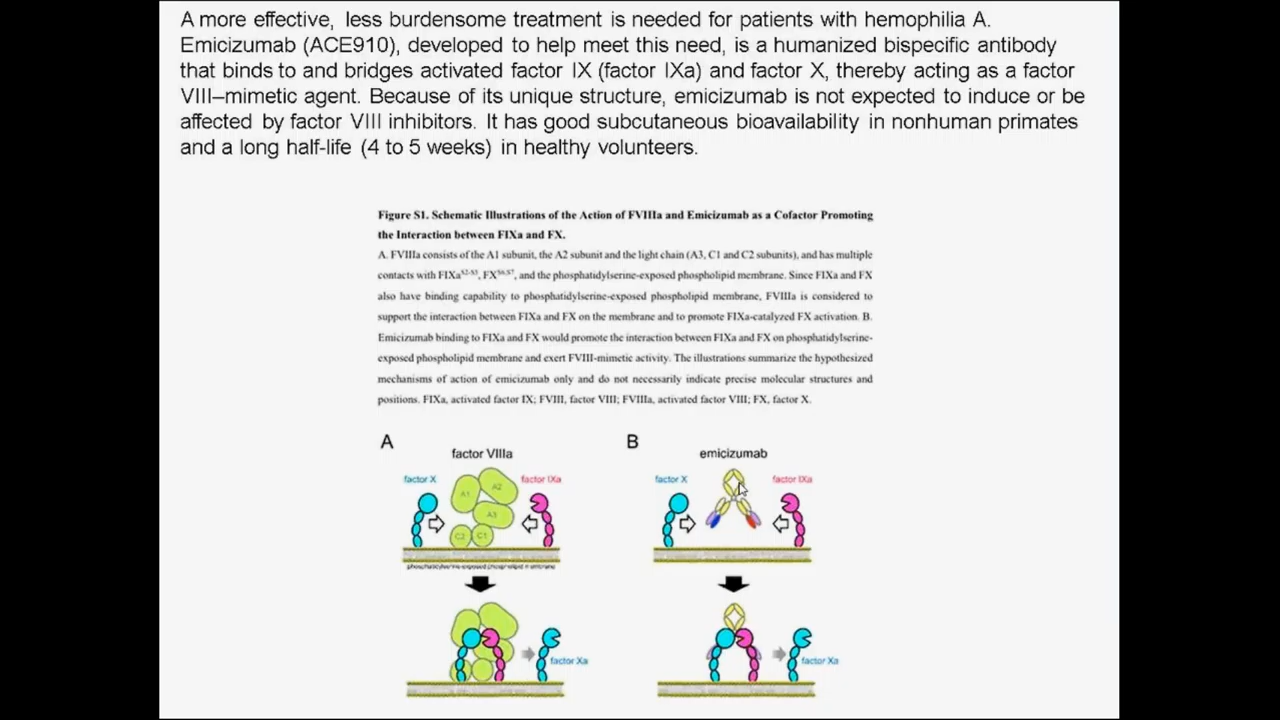 A more effective, less burdensome treatment is needed for patients with hemophilia A.
Emicizumab (ACE910), developed to help meet this need, is a humanized bispecific antibody
that binds to and bridges activated factor IX (factor IXa) and factor X, thereby acting as a factor
VIII–mimetic agent. Because of its unique structure, emicizumab is not expected to induce or be
affected by factor VIII inhibitors. It has good subcutaneous bioavailability in nonhuman primates
and a long half-life (4 to 5 weeks) in healthy volunteers.
Figure S1. Schematic Illustrations of the Action of FVIIIa and Emicizumab as a Cofactor Promoting
the Interaction between FIXa and FX.
A. FVIIIa consists of the A1 subunit, the A2 subunit and the light chain (A3, C1 and C2 subunits), and has multiple
contacts with FIXa, FX, and the phosphatidylserine-exposed phospholipid membrane. Since FIXa and FX
also have binding capability to phosphatidylserine-exposed phospholipid membrane, FVIIIa is considered to
support the interaction between FIXa and FX on the membrane and to promote FIXa-catalyzed FX activation. B.
Emicizumab binding to FIXa and FX would promote the interaction between FIXa and FX on phosphatidylserine-
exposed phospholipid membrane and exert FVIII-mimetic activity. The illustrations summarize the hypothesized
mechanisms of action of emicizumab only and do not necessarily indicate precise molecular structures and
positions. FIXa, activated factor IX; FVIII, factor VIII; FVIIIa, activated factor VIII; FX, factor X.
A
factor VIIIa
factor X
factor IXa
A1
A2
A3
C2
C1
phosphatidylserine-exposed phospholipid membrane
factor Xa
B
emicizumab
factor X
factor IXa
factor Xa